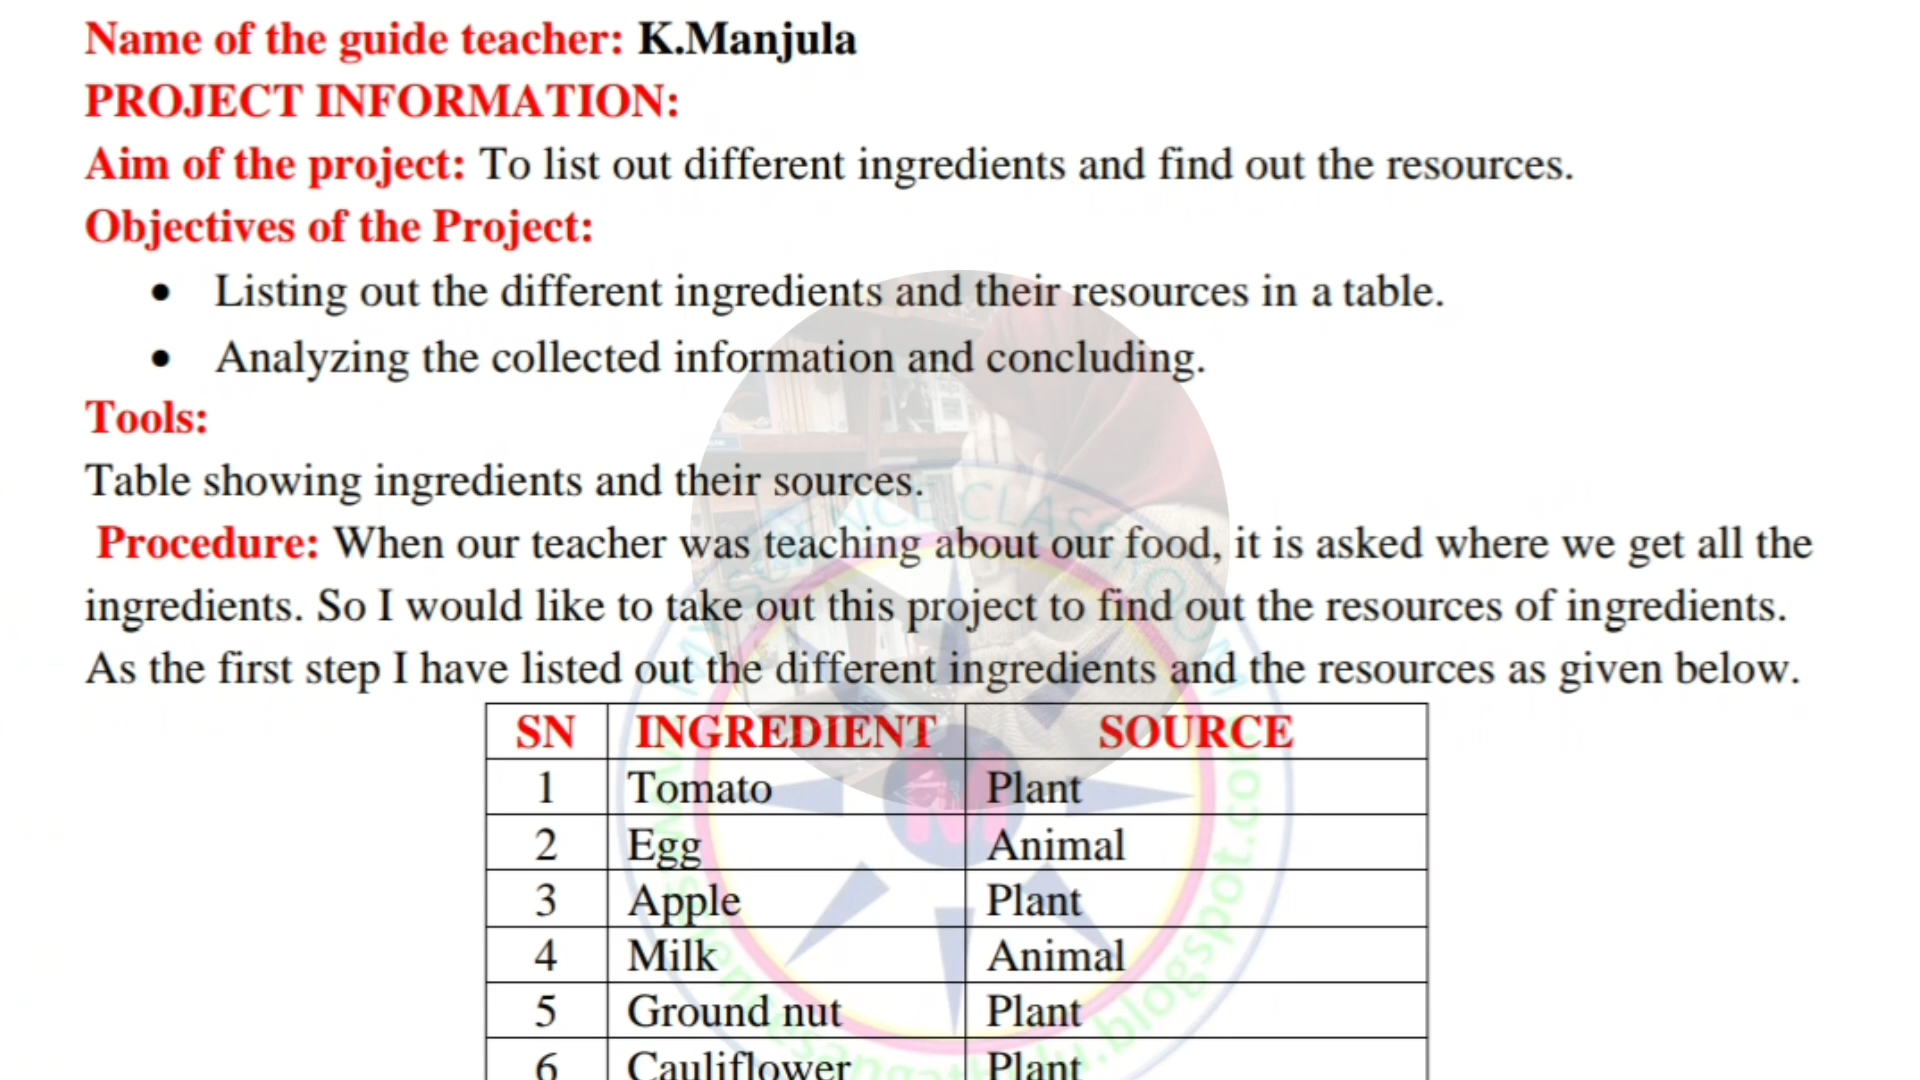 Name of the guide teacher: K.Manjula
PROJECT INFORMATION:
Aim of the project: To list out different ingredients and find out the resources.
Objectives of the Project:
• Listing out the different ingredients and their resources in a table.
• Analyzing the collected information and concluding.
Tools:
Table showing ingredients and their sources.
Procedure: When our teacher was teaching about our food, it is asked where we get all the
ingredients. So I would like to take out this project to find out the resources of ingredients.
As the first step I have listed out the different ingredients and the resources as given below.
SN INGREDIENT SOURCE
1 Tomato Plant
2 Egg Animal
3 Apple Plant
4 Milk Animal
5 Ground nut Plant
6 Cauliflower Plant
MY SCIENCE CLASSROOM
M